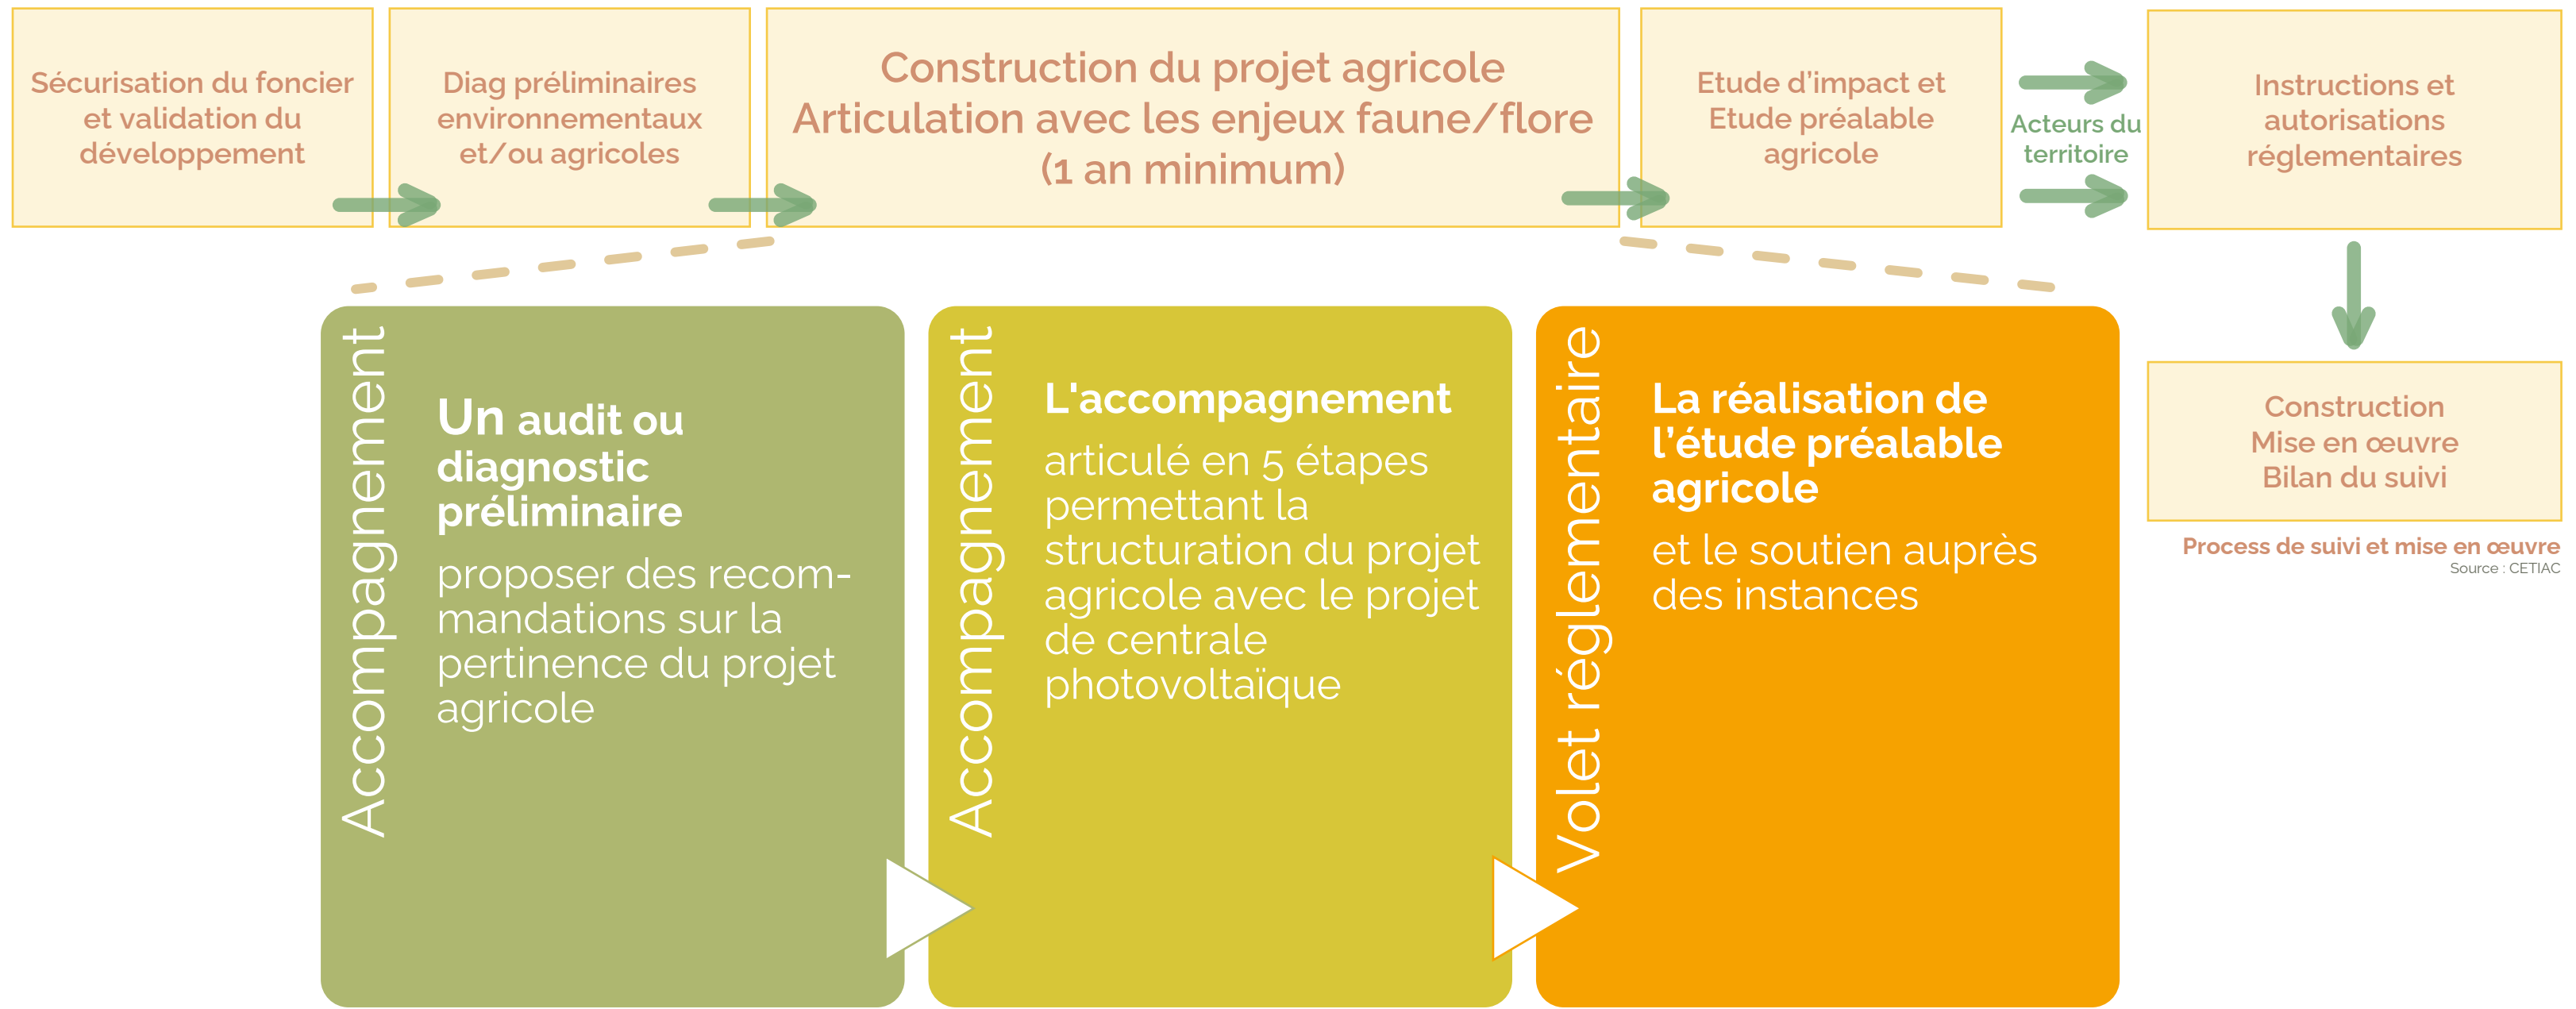 Sécurisation du foncier
et validation du
développement
Diag préliminaires
environnementaux
et/ou agricoles
Construction du projet agricole
Articulation avec les enjeux faune/flore
(1 an minimum)
Etude d’impact et
Etude préalable
agricole
Acteurs du
territoire
Instructions et
autorisations
réglementaires
Construction
Mise en œuvre
Bilan du suivi
Process de suivi et mise en œuvre
Source : CETIAC
Accompagnement
Un audit ou
diagnostic
préliminaire
proposer des recom-
mandations sur la
pertinence du projet
agricole
Accompagnement
L'accompagnement
articulé en 5 étapes
permettant la
structuration du projet
agricole avec le projet
de centrale
photovoltaïque
Volet réglementaire
La réalisation de
l’étude préalable
agricole
et le soutien auprès
des instances